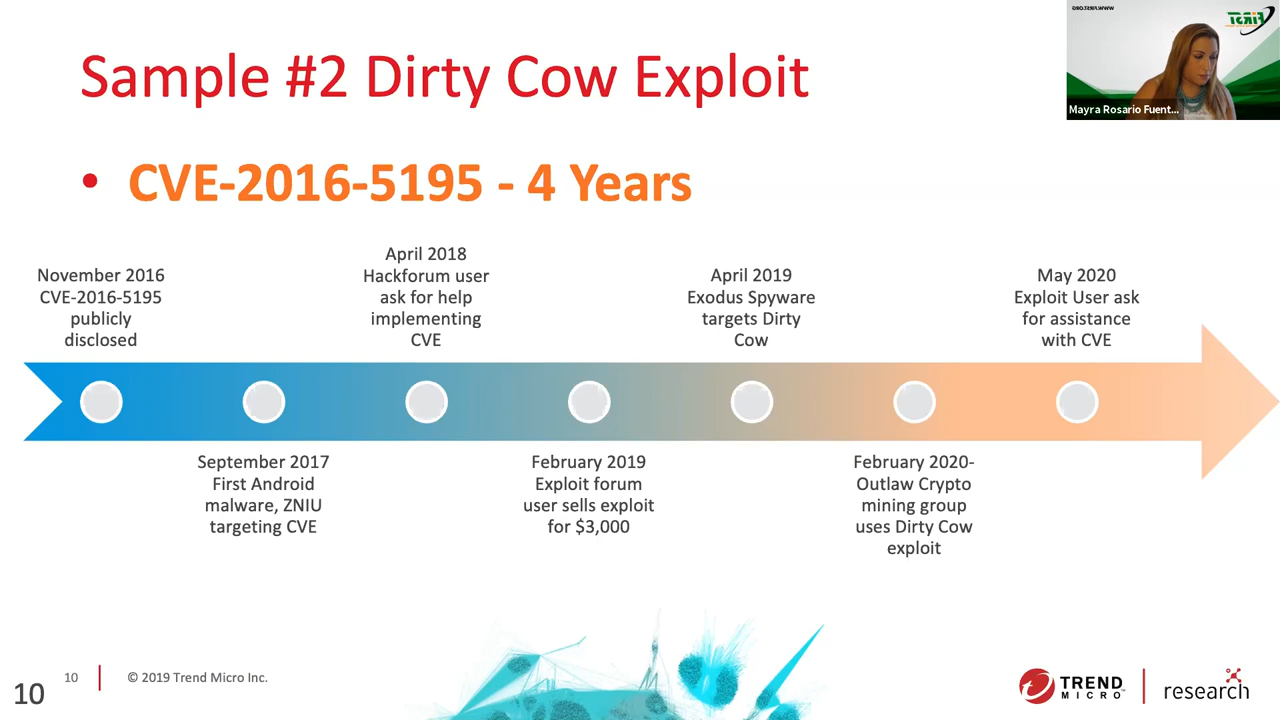 Sample #2 Dirty Cow Exploit
WWW.FIRST.ORG
FIRST
Mayra Rosario Fuent...
• CVE-2016-5195 - 4 Years
November 2016
CVE-2016-5195
publicly
disclosed
September 2017
First Android
malware, ZNIU
targeting CVE
April 2018
Hackforum user
ask for help
implementing
CVE
February 2019
Exploit forum
user sells exploit
for $3,000
April 2019
Exodus Spyware
targets Dirty
Cow
February 2020-
Outlaw Crypto
mining group
uses Dirty Cow
exploit
May 2020
Exploit User ask
for assistance
with CVE
10
10
© 2019 Trend Micro Inc.
TREND
MICRO
research